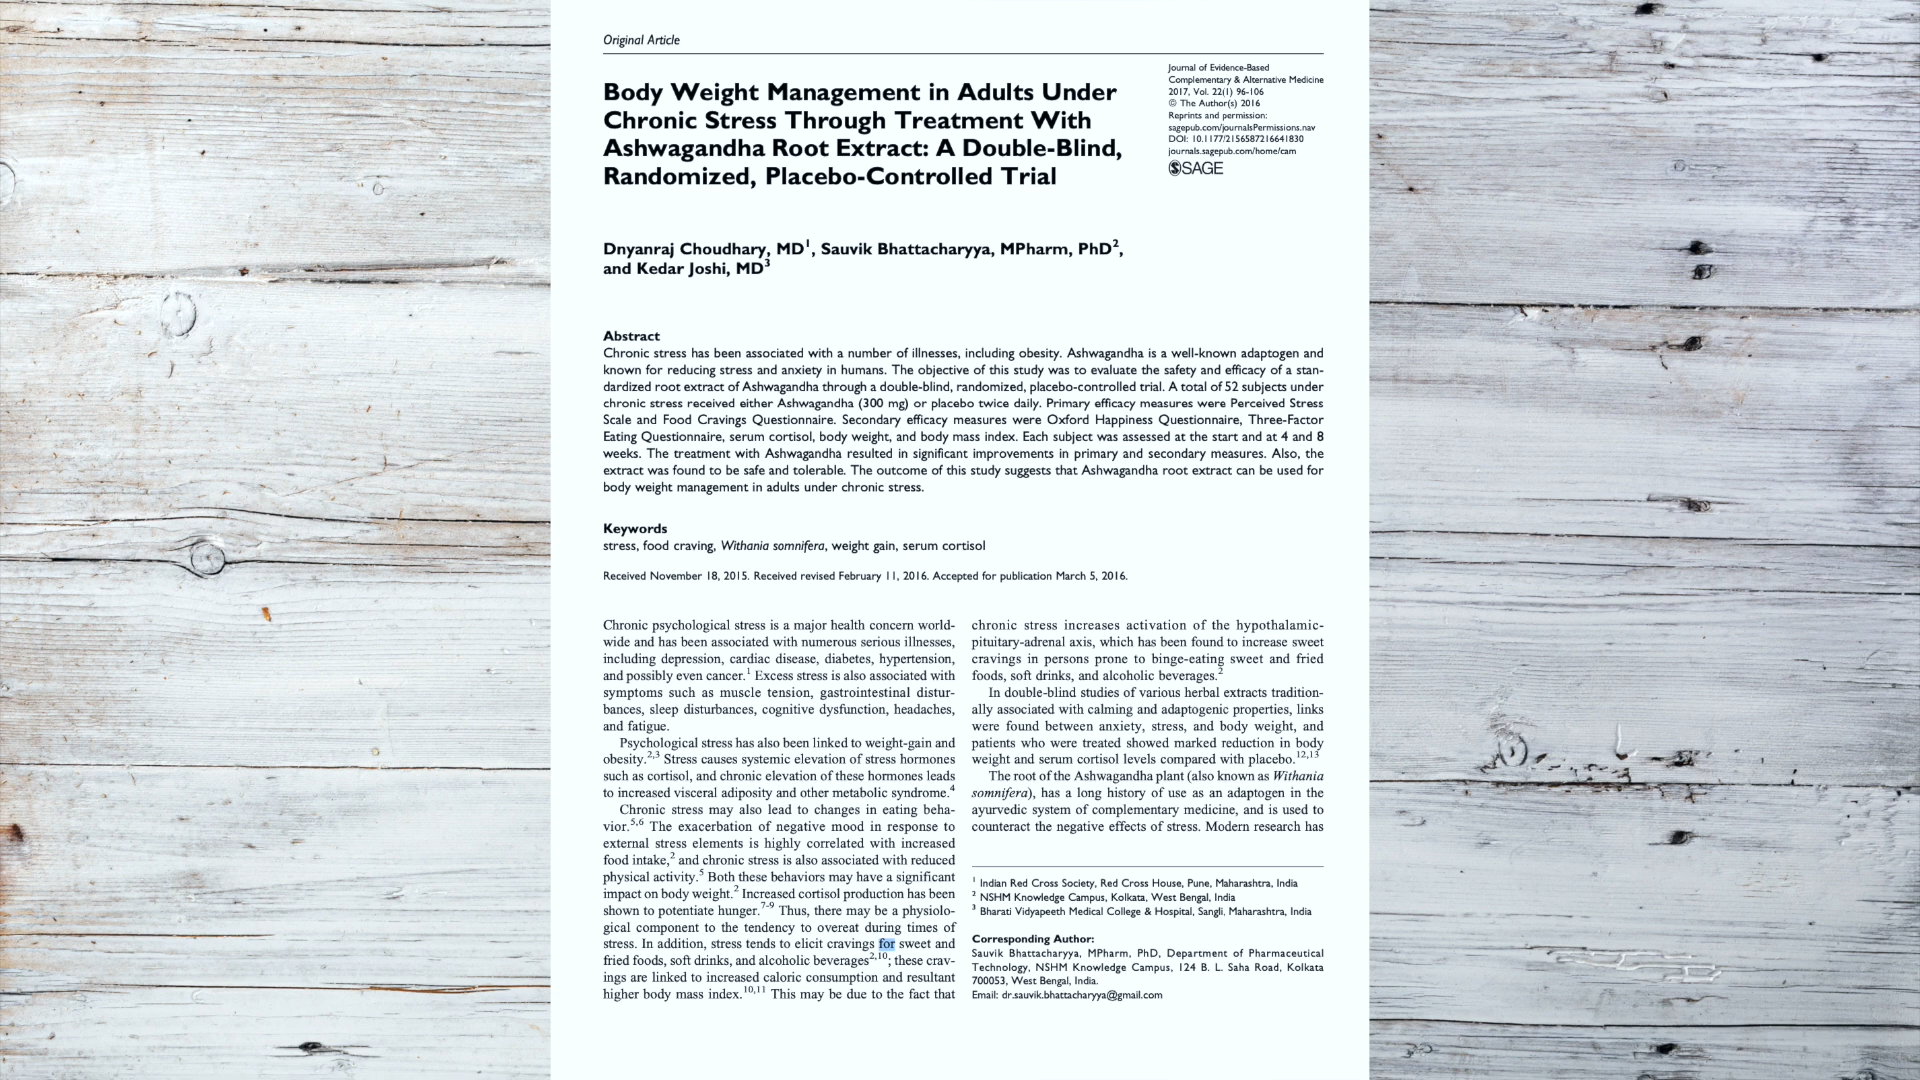 Original Article
Body Weight Management in Adults Under
Chronic Stress Through Treatment With
Ashwagandha Root Extract: A Double-Blind,
Randomized, Placebo-Controlled Trial
Journal of Evidence-Based
Complementary & Alternative Medicine
2017, Vol. 22(1) 96-106
© The Author(s) 2016
Reprints and permission:
sagepub.com/journalsPermissions.nav
DOI: 10.1177/2156587216641830
journals.sagepub.com/home/cam
SAGE
Dnyanraj Choudhary, MD1, Sauvik Bhattacharyya, MPharm, PhD2,
and Kedar Joshi, MD3
Abstract
Chronic stress has been associated with a number of illnesses, including obesity. Ashwagandha is a well-known adaptogen and
known for reducing stress and anxiety in humans. The objective of this study was to evaluate the safety and efficacy of a stan-
dardized root extract of Ashwagandha through a double-blind, randomized, placebo-controlled trial. A total of 52 subjects under
chronic stress received either Ashwagandha (300 mg) or placebo twice daily. Primary efficacy measures were Perceived Stress
Scale and Food Cravings Questionnaire. Secondary efficacy measures were Oxford Happiness Questionnaire, Three-Factor
Eating Questionnaire, serum cortisol, body weight, and body mass index. Each subject was assessed at the start and at 4 and 8
weeks. The treatment with Ashwagandha resulted in significant improvements in primary and secondary measures. Also, the
extract was found to be safe and tolerable. The outcome of this study suggests that Ashwagandha root extract can be used for
body weight management in adults under chronic stress.
Keywords
stress, food craving, Withania somnifera, weight gain, serum cortisol
Received November 18, 2015. Received revised February 11, 2016. Accepted for publication March 5, 2016.
Chronic psychological stress is a major health concern world-
wide and has been associated with numerous serious illnesses,
including depression, cardiac disease, diabetes, hypertension,
and possibly even cancer.1 Excess stress is also associated with
symptoms such as muscle tension, gastrointestinal distur-
bances, sleep disturbances, cognitive dysfunction, headaches,
and fatigue.
Psychological stress has also been linked to weight-gain and
obesity.2,3 Stress causes systemic elevation of stress hormones
such as cortisol, and chronic elevation of these hormones leads
to increased visceral adiposity and other metabolic syndrome.4
Chronic stress may also lead to changes in eating beha-
vior.5,6 The exacerbation of negative mood in response to
external stress elements is highly correlated with increased
food intake,2 and chronic stress is also associated with reduced
physical activity.5 Both these behaviors may have a significant
impact on body weight.2 Increased cortisol production has been
shown to potentiate hunger.7-9 Thus, there may be a physiolo-
gical component to the tendency to overeat during times of
stress. In addition, stress tends to elicit cravings for sweet and
fried foods, soft drinks, and alcoholic beverages2,10; these crav-
ings are linked to increased caloric consumption and resultant
higher body mass index.10,11 This may be due to the fact that
chronic stress increases activation of the hypothalamic-
pituitary-adrenal axis, which has been found to increase sweet
cravings in persons prone to binge-eating sweet and fried
foods, soft drinks, and alcoholic beverages.2
In double-blind studies of various herbal extracts tradition-
ally associated with calming and adaptogenic properties, links
were found between anxiety, stress, and body weight, and
patients who were treated showed marked reduction in body
weight and serum cortisol levels compared with placebo.12,13
The root of the Ashwagandha plant (also known as Withania
somnifera), has a long history of use as an adaptogen in the
ayurvedic system of complementary medicine, and is used to
counteract the negative effects of stress. Modern research has
1 Indian Red Cross Society, Red Cross House, Pune, Maharashtra, India
2 NSHM Knowledge Campus, Kolkata, West Bengal, India
3 Bharati Vidyapeeth Medical College & Hospital, Sangli, Maharashtra, India
Corresponding Author:
Sauvik Bhattacharyya, MPharm, PhD, Department of Pharmaceutical
Technology, NSHM Knowledge Campus, 124 B. L. Saha Road, Kolkata
700053, West Bengal, India.
Email: dr.sauvik.bhattacharyya@gmail.com